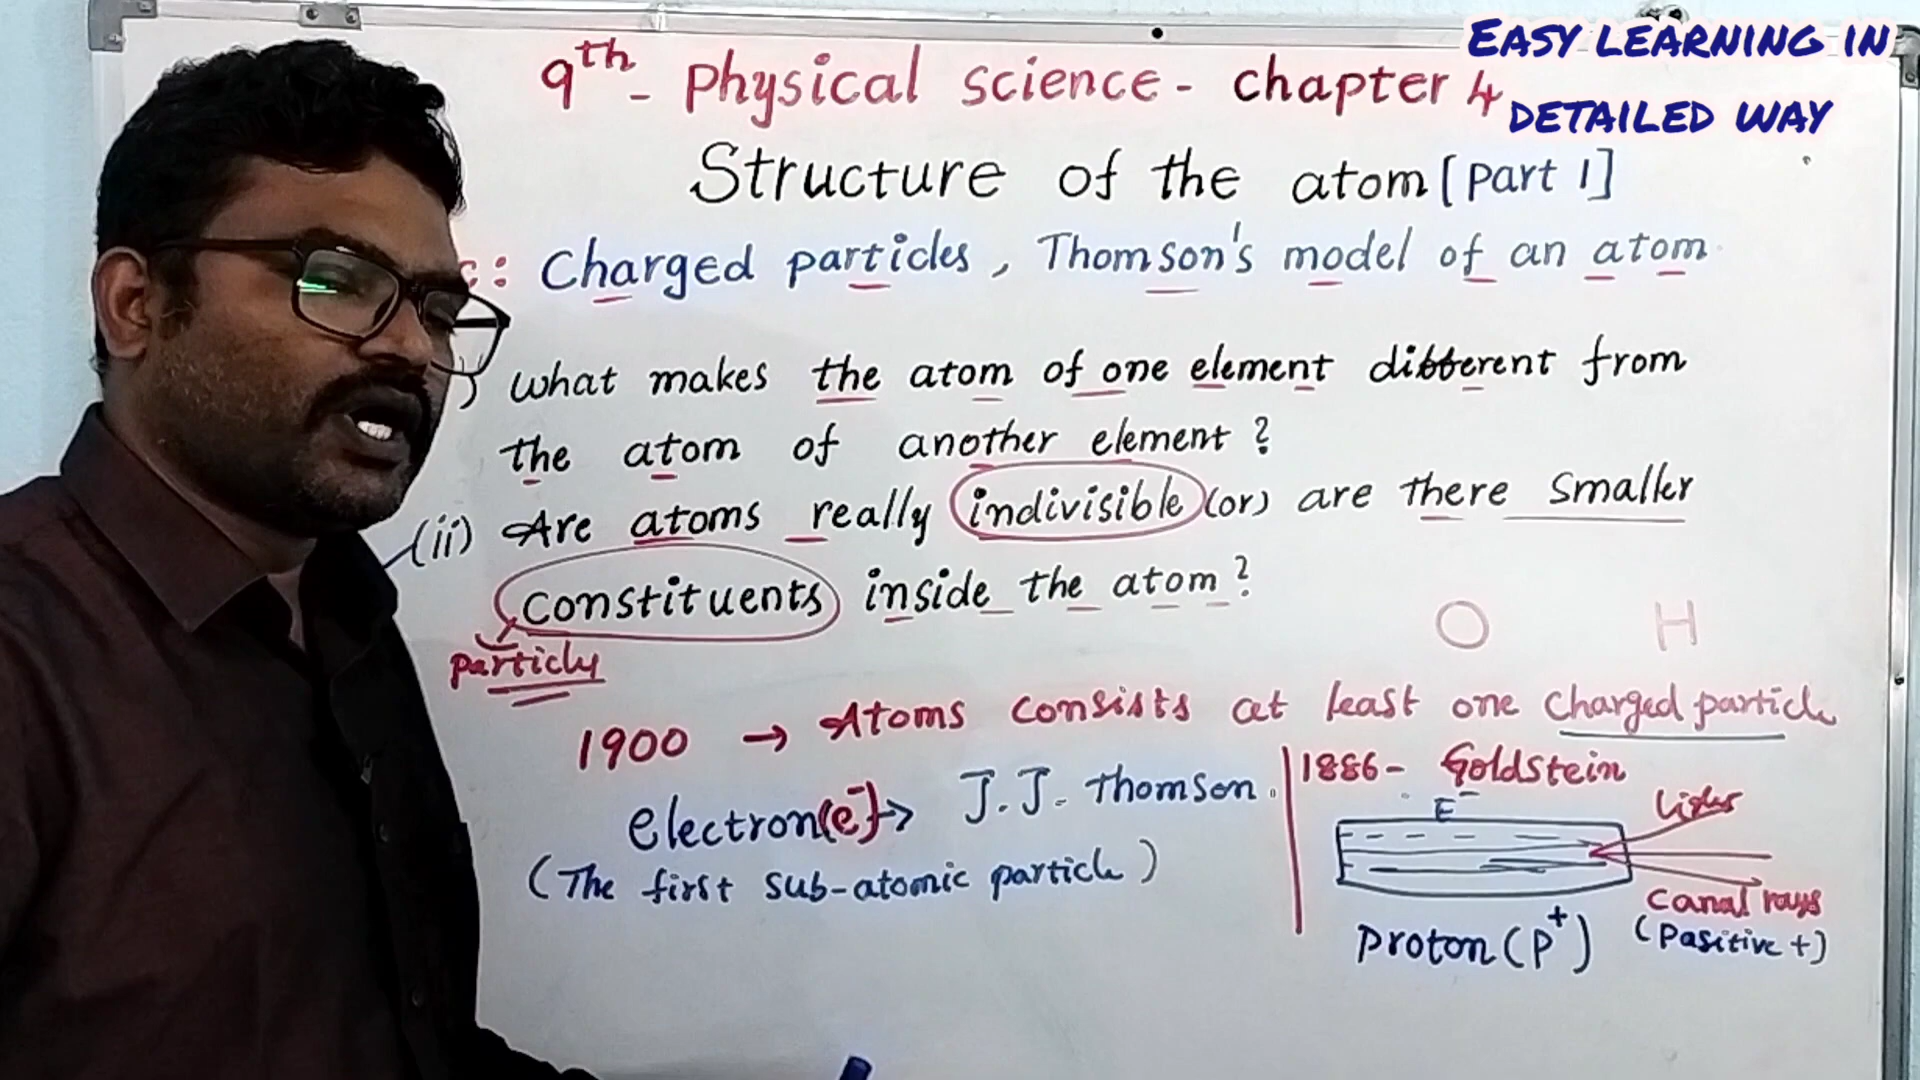 EASY LEARNING IN
DETAILED WAY
9th - Physical science - chapter 4
Structure of the atom [Part 1]
c: Charged particles, Thomson's model of an atom
) what makes the atom of one element different from
the atom of another element?
(ii) Are atoms really indivisible (or) are there smaller
constituents inside the atom?
O H
1900 → Atoms consists at least one charged particle
electron(e-)→ J.J. Thomson.
(The first sub-atomic particle)
1886- Goldstein
E-
Canal rays
(Pasitive +)
Proton (P+)